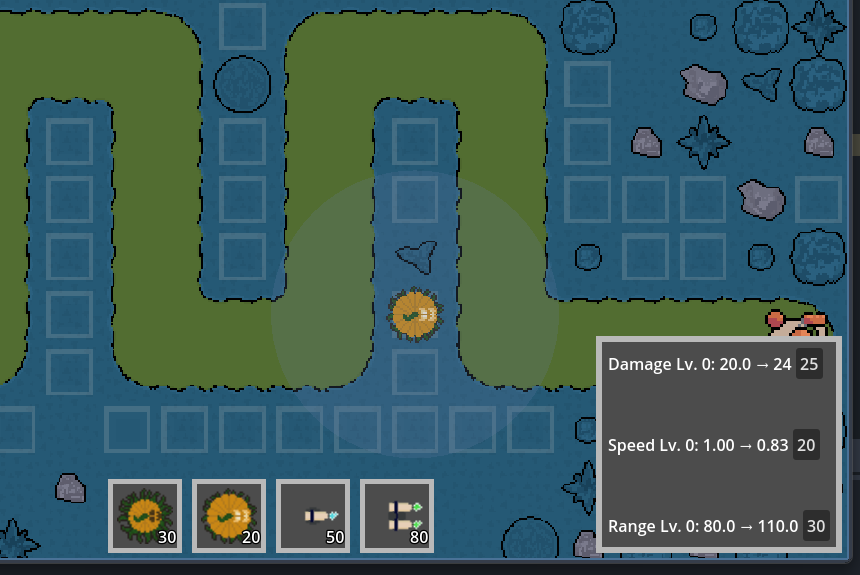 Damage Lv. 0: 20.0 → 24 25
Speed Lv. 0: 1.00 → 0.83 20
Range Lv. 0: 80.0 → 110.0 30
30 20 50 80